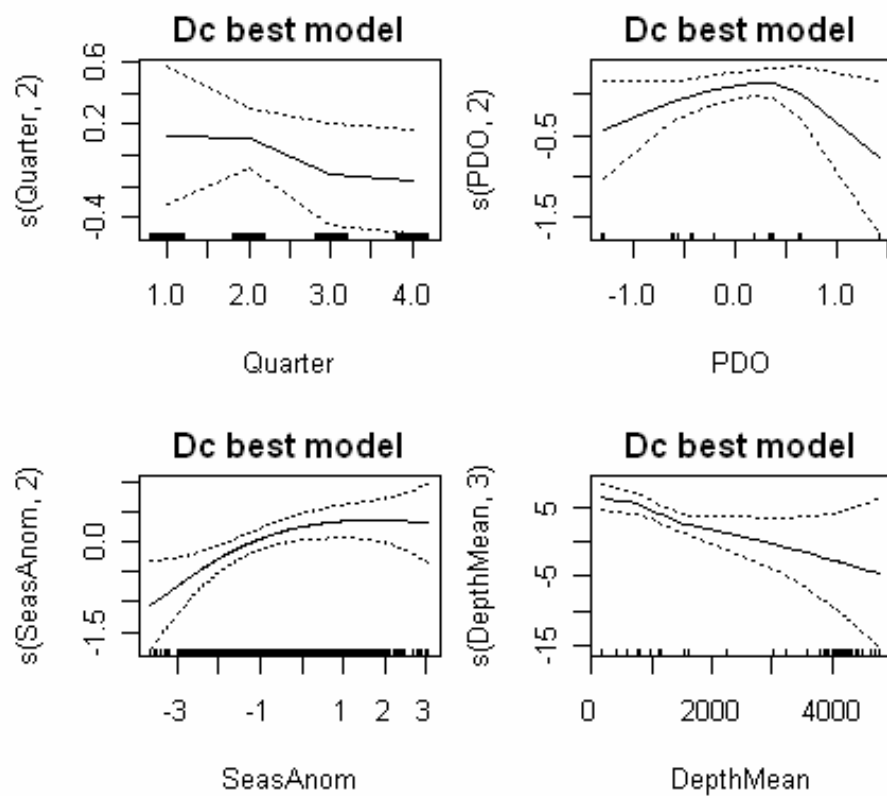 Dc best model
s(Quarter, 2)
0.6
0.2
-0.4
1.0 2.0 3.0 4.0
Quarter
Dc best model
s(PDO, 2)
-0.5
-1.5
-1.0 0.0 1.0
PDO
Dc best model
s(SeasAnom, 2)
0.0
-1.5
-3 -1 1 2 3
SeasAnom
Dc best model
s(DepthMean, 3)
5
-5
-15
0 2000 4000
DepthMean